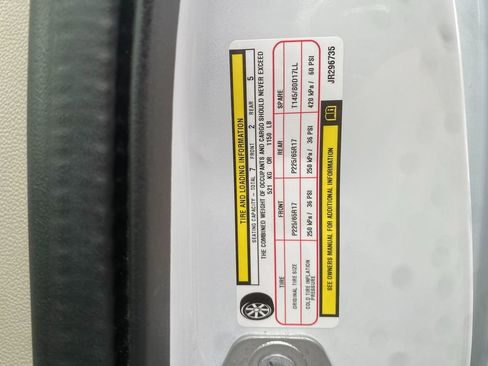 TIRE AND LOADING INFORMATION
SEATING CAPACITY - TOTAL 7 FRONT 2 REAR 5
THE COMBINED WEIGHT OF OCCUPANTS AND CARGO SHOULD NEVER EXCEED
521 KG OR 1150 LB
TIRE FRONT REAR SPARE
ORIGINAL TIRE SIZE P225/65R17 P225/65R17 T145/80D17LL
COLD TIRE INFLATION PRESSURE 250 kPa / 36 PSI 250 kPa / 36 PSI 420 kPa / 60 PSI
SEE OWNERS MANUAL FOR ADDITIONAL INFORMATION
JR296735